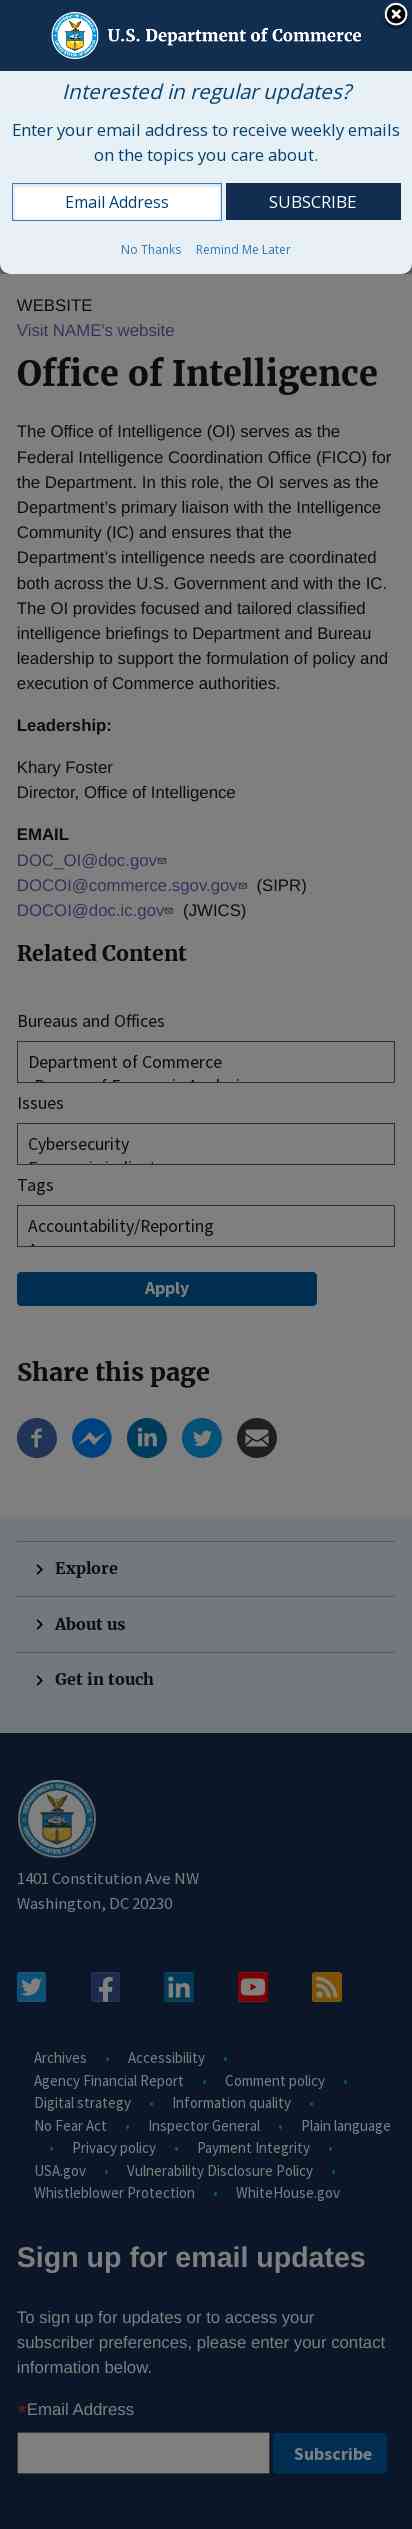 U.S. Department of Commerce
Interested in regular updates?
Enter your email address to receive weekly emails
on the topics you care about.
Email Address
SUBSCRIBE
No Thanks Remind Me Later
WEBSITE
Visit NAME's website
Office of Intelligence
The Office of Intelligence (OI) serves as the
Federal Intelligence Coordination Office (FICO) for
the Department. In this role, the OI serves as the
Department’s primary liaison with the Intelligence
Community (IC) and ensures that the
Department’s intelligence needs are coordinated
both across the U.S. Government and with the IC.
The OI provides focused and tailored classified
intelligence briefings to Department and Bureau
leadership to support the formulation of policy and
execution of Commerce authorities.
Leadership:
Khary Foster
Director, Office of Intelligence
EMAIL
DOC_OI@doc.gov
DOCOI@commerce.sgov.gov (SIPR)
DOCOI@doc.ic.gov (JWICS)
Related Content
Bureaus and Offices
Department of Commerce
Issues
Cybersecurity
Tags
Accountability/Reporting
Apply
Share this page
Explore
About us
Get in touch
1401 Constitution Ave NW
Washington, DC 20230
Archives • Accessibility •
Agency Financial Report • Comment policy •
Digital strategy • Information quality •
No Fear Act • Inspector General • Plain language
• Privacy policy • Payment Integrity •
USA.gov • Vulnerability Disclosure Policy •
Whistleblower Protection • WhiteHouse.gov
Sign up for email updates
To sign up for updates or to access your
subscriber preferences, please enter your contact
information below.
*Email Address
Subscribe